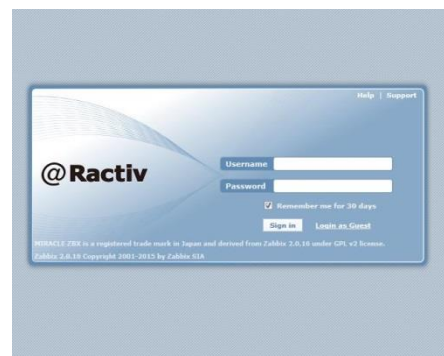 Help | Support
@Ractiv
Username
Password
Remember me for 30 days
Sign in Login as Guest
MIRACLE ZBX is a registered trade mark in Japan and derived from Zabbix 2.0.16 under GPL v2 license.
Zabbix 2.0.10 Copyright 2001-2015 by Zabbix SIA